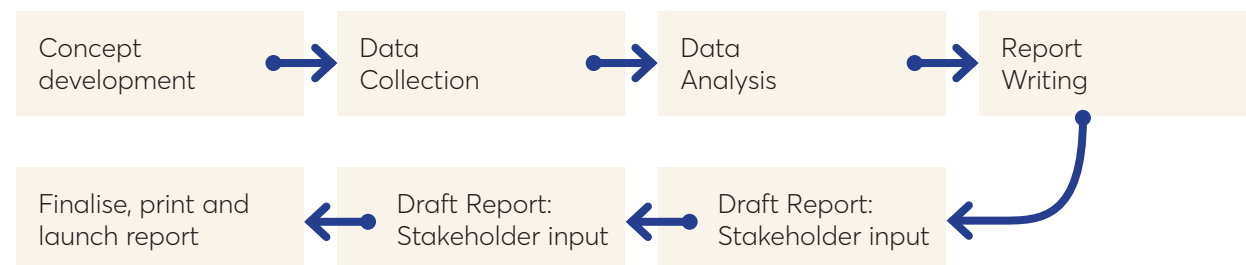 Concept
development
Data
Collection
Data
Analysis
Report
Writing
Draft Report:
Stakeholder input
Draft Report:
Stakeholder input
Finalise, print and
launch report